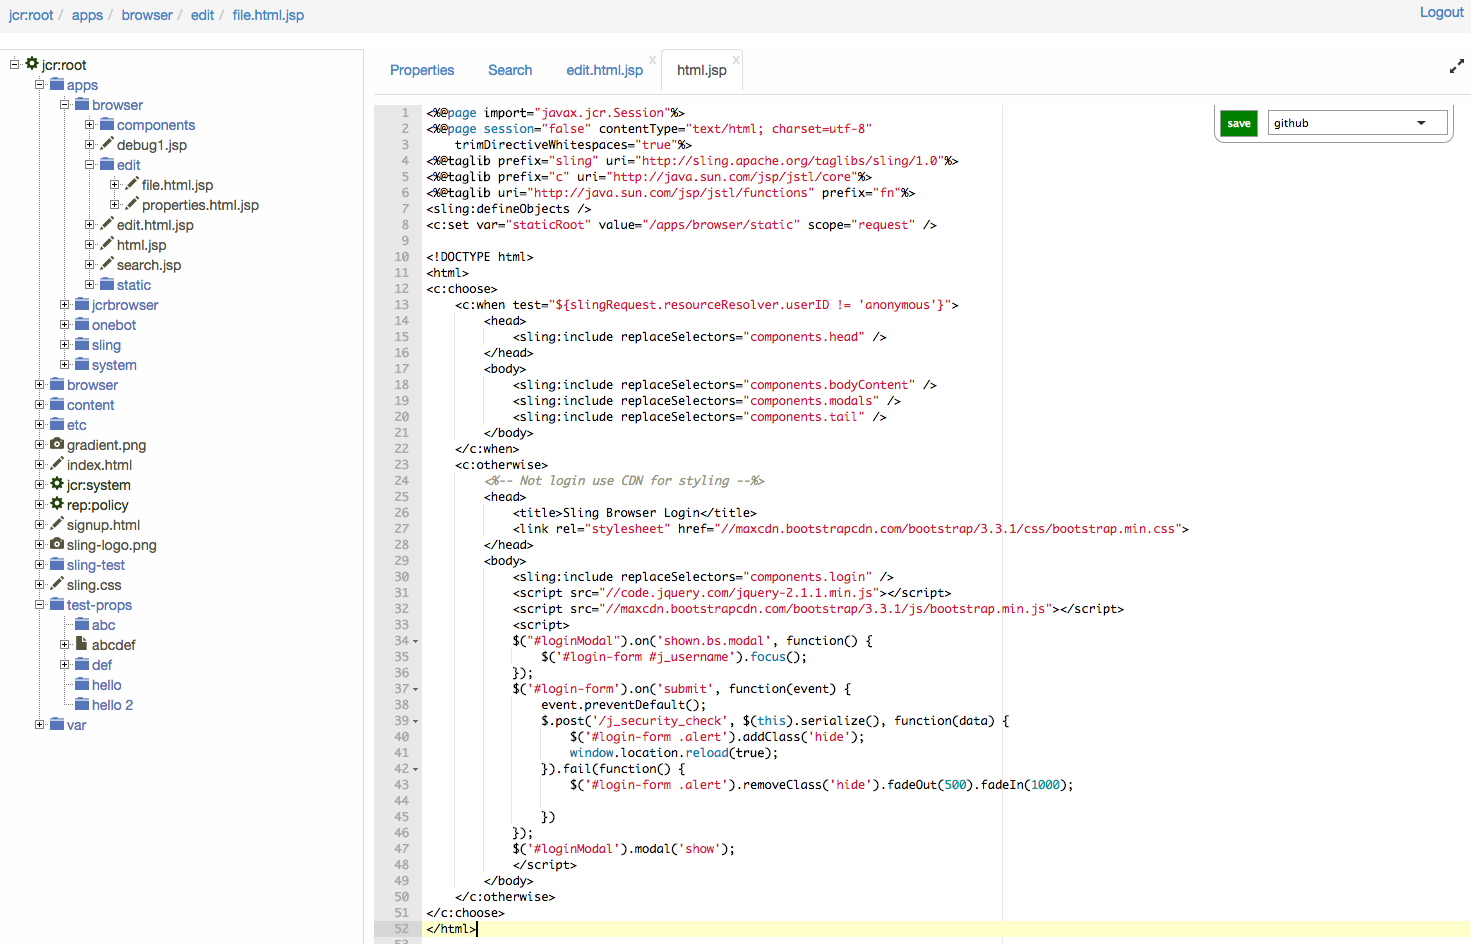 jcr:root / apps / browser / edit / file.html.jsp
Logout
jcr:root
apps
browser
components
debug1.jsp
edit
file.html.jsp
properties.html.jsp
edit.html.jsp
html.jsp
search.jsp
static
jcrbrowser
onebot
sling
system
browser
content
etc
gradient.png
index.html
jcr:system
rep:policy
signup.html
sling-logo.png
sling-test
sling.css
test-props
abc
abcdef
def
hello
hello 2
var
Properties Search edit.html.jsp x html.jsp x
save github
1 <%@page import="javax.jcr.Session"%>
2 <%@page session="false" contentType="text/html; charset=utf-8"
3 trimDirectiveWhitespaces="true"%>
4 <%@taglib prefix="sling" uri="http://sling.apache.org/taglibs/sling/1.0"%>
5 <%@taglib prefix="c" uri="http://java.sun.com/jsp/jstl/core"%>
6 <%@taglib uri="http://java.sun.com/jsp/jstl/functions" prefix="fn"%>
7 <sling:defineObjects />
8 <c:set var="staticRoot" value="/apps/browser/static" scope="request" />
9
10 <!DOCTYPE html>
11 <html>
12 <c:choose>
13 <c:when test="${slingRequest.resourceResolver.userID != 'anonymous'}">
14 <head>
15 <sling:include replaceSelectors="components.head" />
16 </head>
17 <body>
18 <sling:include replaceSelectors="components.bodyContent" />
19 <sling:include replaceSelectors="components.modals" />
20 <sling:include replaceSelectors="components.tail" />
21 </body>
22 </c:when>
23 <c:otherwise>
24 <%-- Not login use CDN for styling --%>
25 <head>
26 <title>Sling Browser Login</title>
27 <link rel="stylesheet" href="//maxcdn.bootstrapcdn.com/bootstrap/3.3.1/css/bootstrap.min.css">
28 </head>
29 <body>
30 <sling:include replaceSelectors="components.login" />
31 <script src="//code.jquery.com/jquery-2.1.1.min.js"></script>
32 <script src="//maxcdn.bootstrapcdn.com/bootstrap/3.3.1/js/bootstrap.min.js"></script>
33 <script>
34 $("#loginModal").on('shown.bs.modal', function() {
35 $('#login-form #j_username').focus();
36 });
37 $('#login-form').on('submit', function(event) {
38 event.preventDefault();
39 $.post('/j_security_check', $(this).serialize(), function(data) {
40 $('#login-form .alert').addClass('hide');
41 window.location.reload(true);
42 }).fail(function() {
43 $('#login-form .alert').removeClass('hide').fadeOut(500).fadeIn(1000);
44
45 })
46 });
47 $('#loginModal').modal('show');
48 </script>
49 </body>
50 </c:otherwise>
51 </c:choose>
52 </html>
53